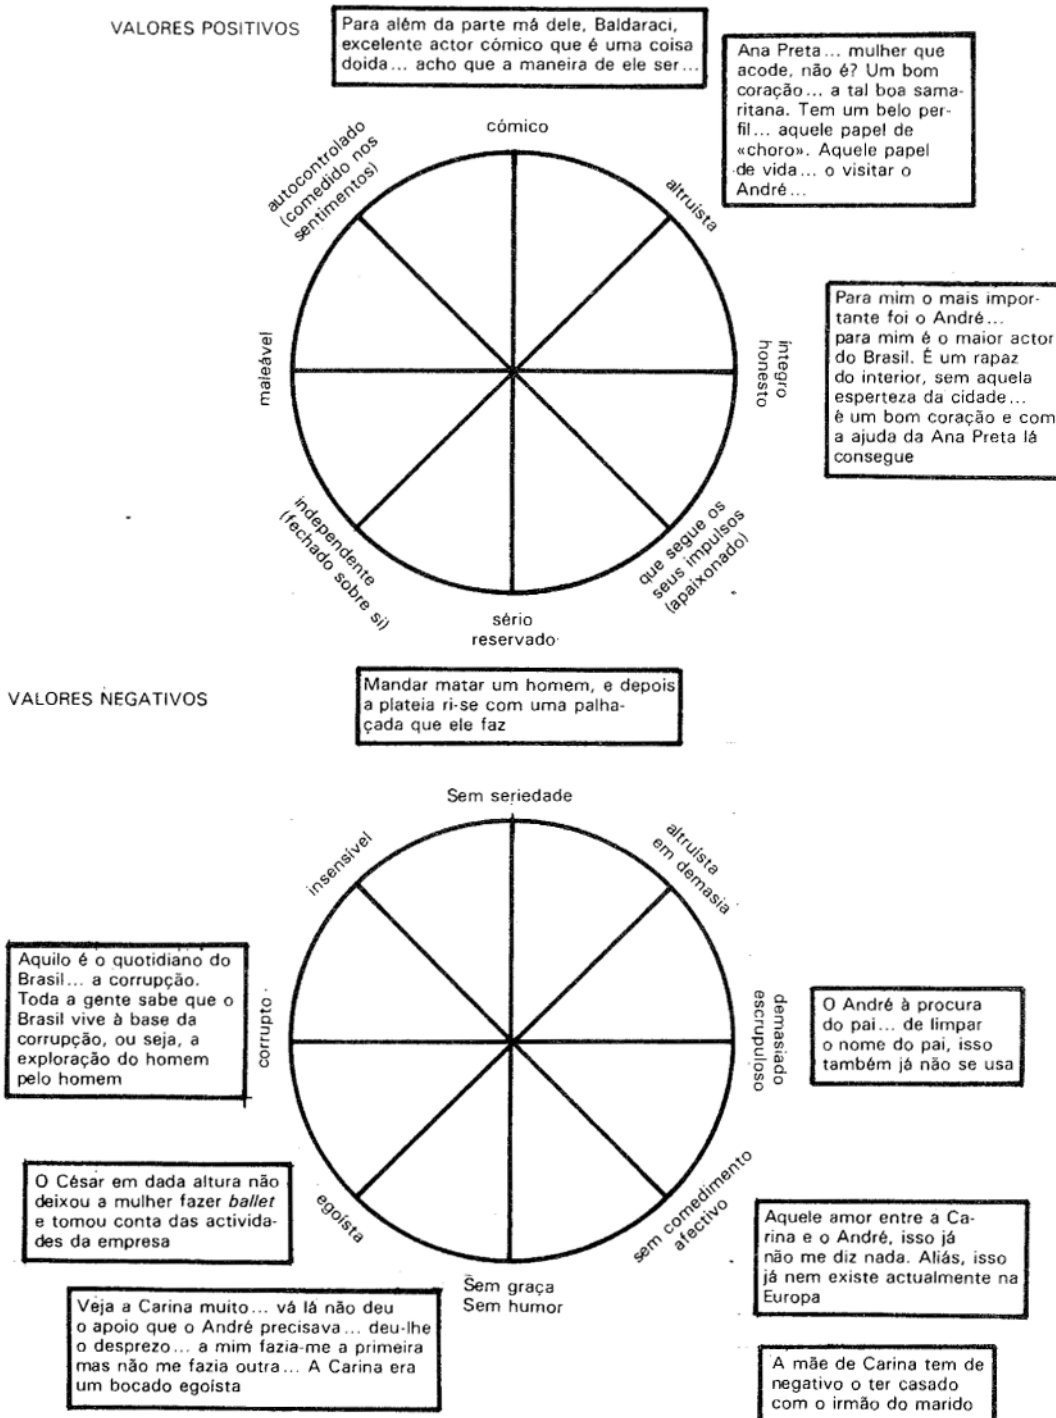 VALORES POSITIVOS
Para além da parte má dele, Baldaraci,
excelente actor cómico que é uma coisa
doida... acho que a maneira de ele ser...
Ana Preta... mulher que
acode, não é? Um bom
coração... a tal boa sama-
ritana. Tem um belo per-
fil... aquele papel de
«choro». Aquele papel
de vida... o visitar o
André...
cómico
autocontrolado
(comedido nos
sentimentos)
altruísta
Para mim o mais impor-
tante foi o André...
para mim é o maior actor
do Brasil. É um rapaz
do interior, sem aquela
esperteza da cidade...
é um bom coração e com
a ajuda da Ana Preta lá
consegue
maleável
integro
honesto
independente
(fechado sobre si)
que segue os
seus impulsos
(apaixonado)
sério
reservado
VALORES NEGATIVOS
Mandar matar um homem, e depois
a plateia ri-se com uma palha-
çada que ele faz
Sem seriedade
insensível
altruísta
em demasia
Aquilo é o quotidiano do
Brasil... a corrupção.
Toda a gente sabe que o
Brasil vive à base da
corrupção, ou seja, a
exploração do homem
pelo homem
corrupto
demasiado
escrupuloso
O André à procura
do pai... de limpar
o nome do pai, isso
também já não se usa
O César em dada altura não
deixou a mulher fazer ballet
e tomou conta das activida-
des da empresa
egoísta
sem comedimento
afectivo
Aquele amor entre a Ca-
rina e o André, isso já
não me diz nada. Aliás, isso
já nem existe actualmente na
Europa
Sem graça
Sem humor
Veja a Carina muito... vá lá não deu
o apoio que o André precisava... deu-lhe
o desprezo... a mim fazia-me a primeira
mas não me fazia outra... A Carina era
um bocado egoísta
A mãe de Carina tem de
negativo o ter casado
com o irmão do marido